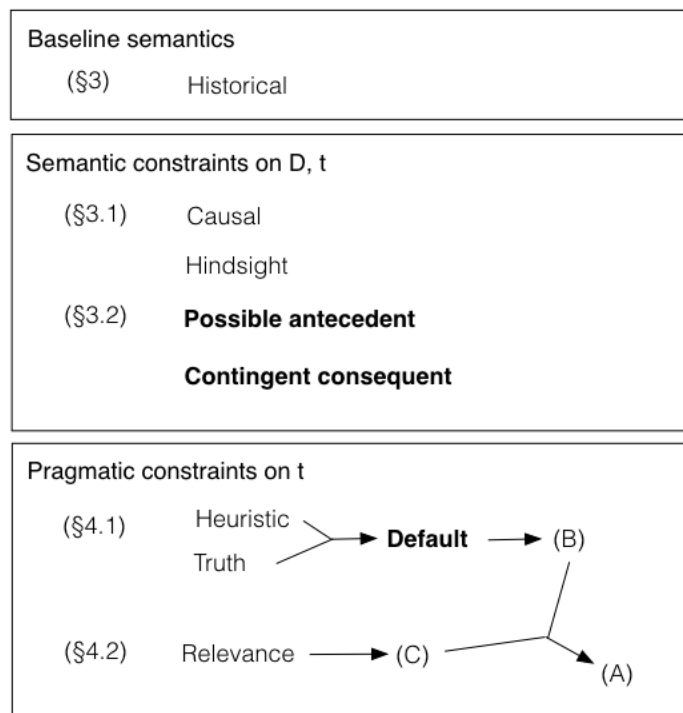 Baseline semantics
(§3) Historical
Semantic constraints on D, t
(§3.1) Causal
Hindsight
(§3.2) Possible antecedent
Contingent consequent
Pragmatic constraints on t
(§4.1) Heuristic
Truth
Default (B)
(§4.2) Relevance (C)
(A)